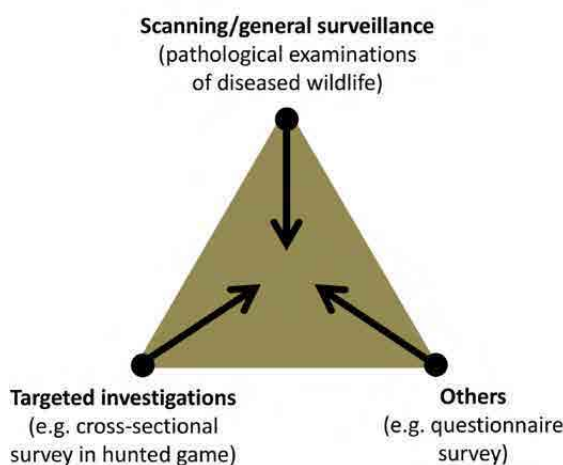 Scanning/general surveillance
(pathological examinations
of diseased wildlife)
Targeted investigations
(e.g. cross-sectional
survey in hunted game)
Others
(e.g. questionnaire
survey)